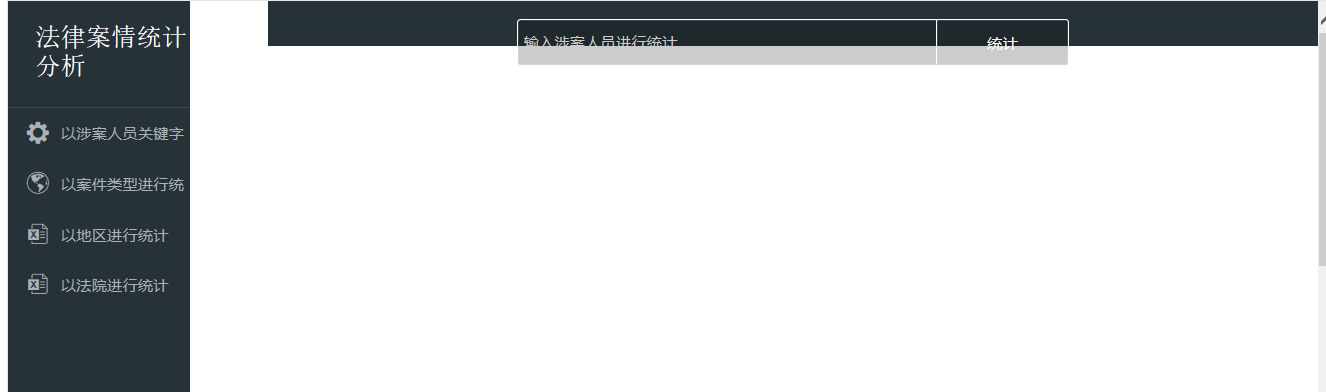 法律案情统计
分析
输入涉案人员进行统计
统计
以涉案人员关键字
以案件类型进行统
以地区进行统计
以法院进行统计